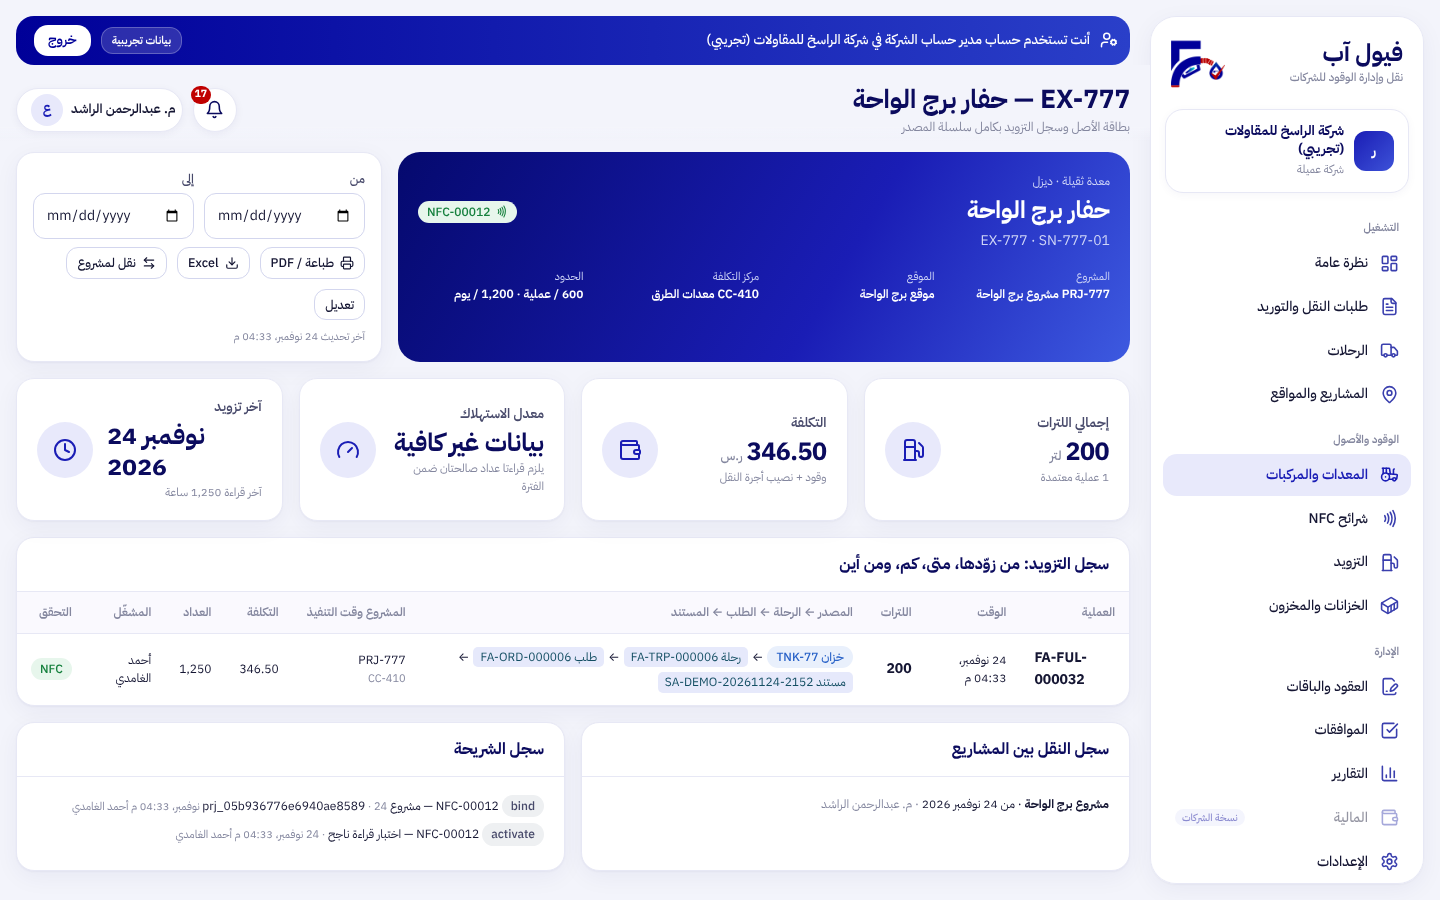 فيول آب
نقل وإدارة الوقود للشركات
شركة الراسخ للمقاولات (تجريبي)
شركة عميلة
ر
التشغيل
نظرة عامة
طلبات النقل والتوريد
الرحلات
المشاريع والمواقع
الوقود والأصول
المعدات والمركبات
شرائح NFC
التزويد
الخزانات والمخزون
الإدارة
العقود والباقات
الموافقات
التقارير
المالية
نسخة الشركات
الإعدادات
أنت تستخدم حساب مدير حساب الشركة في شركة الراسخ للمقاولات (تجريبي)
بيانات تجريبية
خروج
EX-777 — حفار برج الواحة
بطاقة الأصل وسجل التزويد بكامل سلسلة المصدر
17
م. عبدالرحمن الراشد
ع
معدة ثقيلة · ديزل
حفار برج الواحة
EX-777 · SN-777-01
NFC-00012
المشروع
PRJ-777 مشروع برج الواحة
الموقع
موقع برج الواحة
مركز التكلفة
CC-410 معدات الطرق
الحدود
600 / عملية · 1,200 / يوم
من
mm/dd/yyyy
إلى
mm/dd/yyyy
طباعة / PDF
Excel
نقل لمشروع
تعديل
آخر تحديث 24 نوفمبر، 04:33 م
إجمالي اللترات
200 لتر
1 عملية معتمدة
التكلفة
346.50 ر.س
وقود + نصيب أجرة النقل
معدل الاستهلاك
بيانات غير كافية
يلزم قراءتا عداد صالحتان ضمن الفترة
آخر تزويد
24 نوفمبر 2026
آخر قراءة 1,250 ساعة
سجل التزويد: من زوّدها، متى، كم، ومن أين
العملية	الوقت	اللترات	المصدر ← الرحلة ← الطلب ← المستند	المشروع وقت التنفيذ	التكلفة	العداد	المشغّل	التحقق
FA-FUL-000032	24 نوفمبر، 04:33 م	200	خزان TNK-77 ← رحلة FA-TRP-000006 ← طلب FA-ORD-000006 ← مستند SA-DEMO-20261124-2152	PRJ-777 CC-410	346.50	1,250	أحمد الغامدي	NFC
سجل النقل بين المشاريع
مشروع برج الواحة · من 24 نوفمبر 2026 · م. عبدالرحمن الراشد
سجل الشريحة
bind NFC-00012 — مشروع prj_05b936776e6940ae8589 · 24 نوفمبر، 04:33 م أحمد الغامدي
activate NFC-00012 — اختبار قراءة ناجح · 24 نوفمبر، 04:33 م أحمد الغامدي